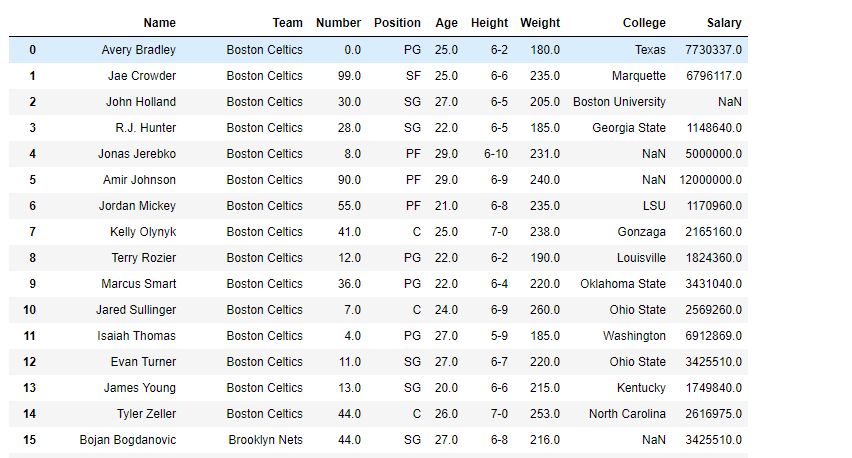 Name Team Number Position Age Height Weight College Salary
0 Avery Bradley Boston Celtics 0.0 PG 25.0 6-2 180.0 Texas 7730337.0
1 Jae Crowder Boston Celtics 99.0 SF 25.0 6-6 235.0 Marquette 6796117.0
2 John Holland Boston Celtics 30.0 SG 27.0 6-5 205.0 Boston University NaN
3 R.J. Hunter Boston Celtics 28.0 SG 22.0 6-5 185.0 Georgia State 1148640.0
4 Jonas Jerebko Boston Celtics 8.0 PF 29.0 6-10 231.0 NaN 5000000.0
5 Amir Johnson Boston Celtics 90.0 PF 29.0 6-9 240.0 NaN 12000000.0
6 Jordan Mickey Boston Celtics 55.0 PF 21.0 6-8 235.0 LSU 1170960.0
7 Kelly Olynyk Boston Celtics 41.0 C 25.0 7-0 238.0 Gonzaga 2165160.0
8 Terry Rozier Boston Celtics 12.0 PG 22.0 6-2 190.0 Louisville 1824360.0
9 Marcus Smart Boston Celtics 36.0 PG 22.0 6-4 220.0 Oklahoma State 3431040.0
10 Jared Sullinger Boston Celtics 7.0 C 24.0 6-9 260.0 Ohio State 2569260.0
11 Isaiah Thomas Boston Celtics 4.0 PG 27.0 5-9 185.0 Washington 6912869.0
12 Evan Turner Boston Celtics 11.0 SG 27.0 6-7 220.0 Ohio State 3425510.0
13 James Young Boston Celtics 13.0 SG 20.0 6-6 215.0 Kentucky 1749840.0
14 Tyler Zeller Boston Celtics 44.0 C 26.0 7-0 253.0 North Carolina 2616975.0
15 Bojan Bogdanovic Brooklyn Nets 44.0 SG 27.0 6-8 216.0 NaN 3425510.0